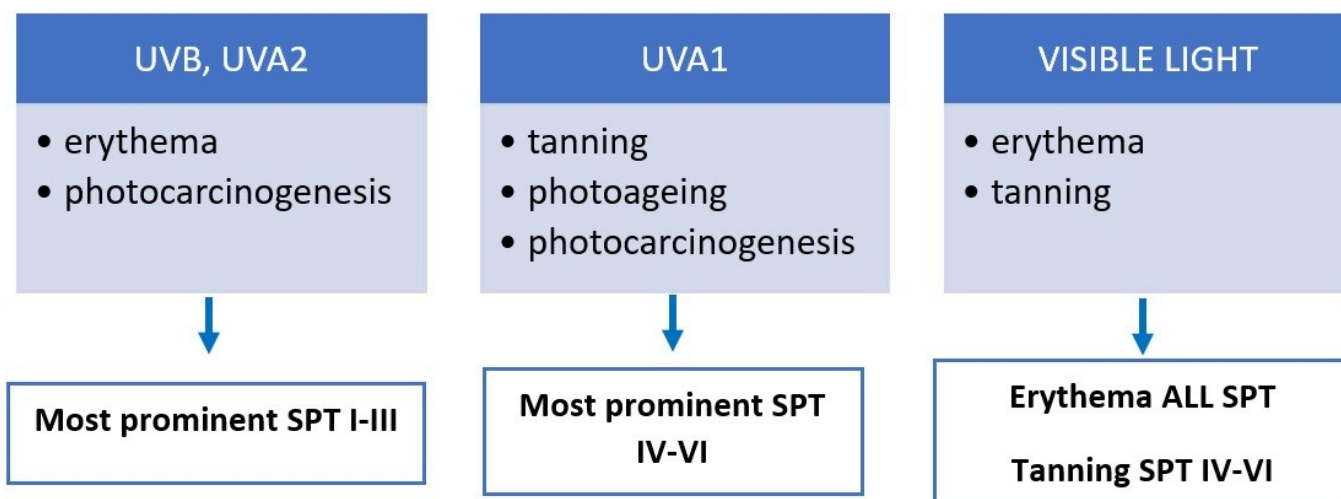 UVB, UVA2
• erythema
• photocarcinogenesis
Most prominent SPT I-III
UVA1
• tanning
• photoageing
• photocarcinogenesis
Most prominent SPT
IV-VI
VISIBLE LIGHT
• erythema
• tanning
Erythema ALL SPT
Tanning SPT IV-VI